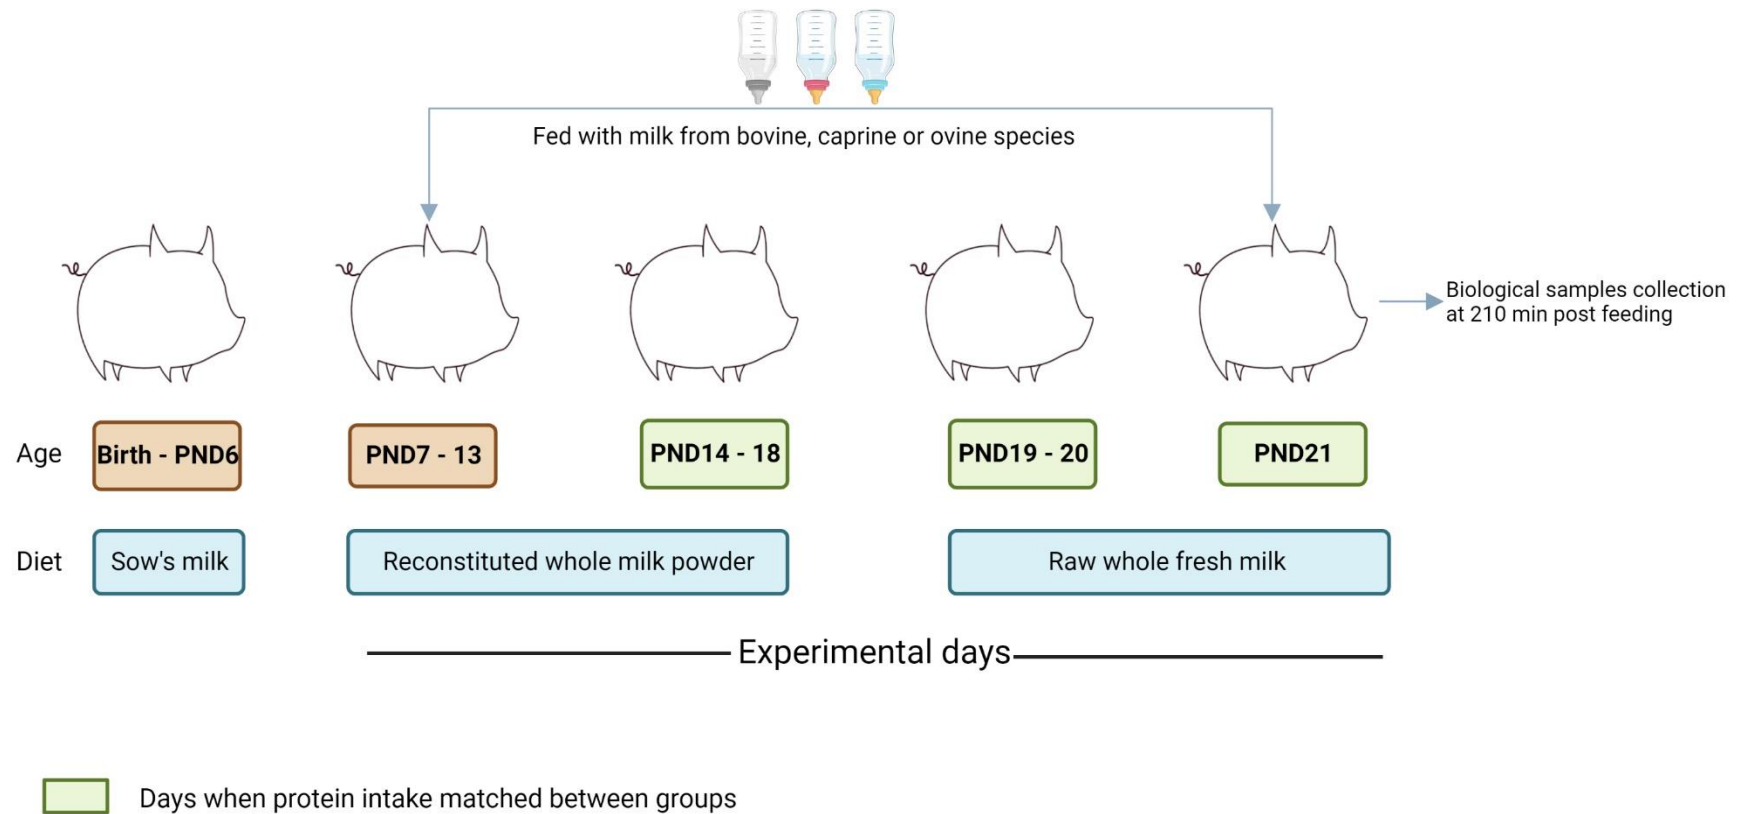 Fed with milk from bovine, caprine or ovine species
Biological samples collection
at 210 min post feeding
Age
Birth - PND6
PND7 - 13
PND14 - 18
PND19 - 20
PND21
Diet
Sow's milk
Reconstituted whole milk powder
Raw whole fresh milk
Experimental days
Days when protein intake matched between groups